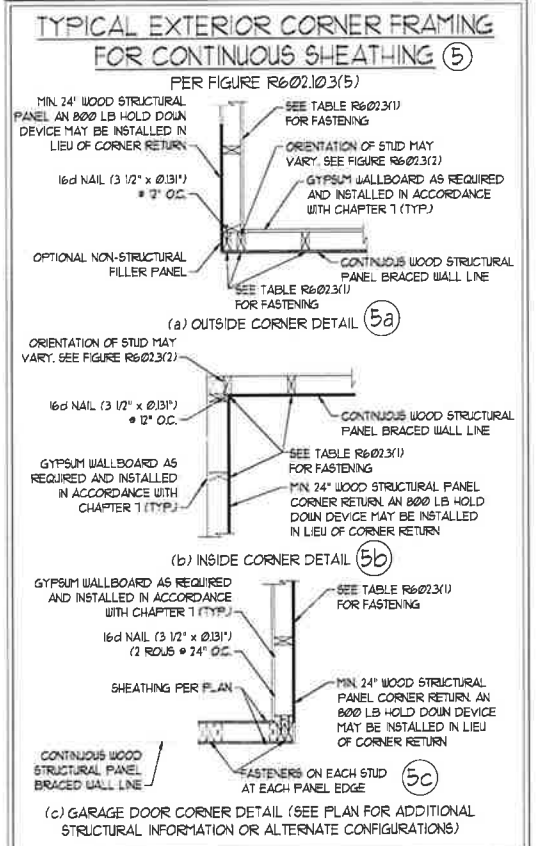 TYPICAL EXTERIOR CORNER FRAMING
FOR CONTINUOUS SHEATHING 5
PER FIGURE R602.10.3(5)
MIN. 24" WOOD STRUCTURAL
PANEL AN 800 LB HOLD DOWN
DEVICE MAY BE INSTALLED IN
LIEU OF CORNER RETURN
16d NAIL (3 1/2" x 0.131")
@ 12" O.C.
OPTIONAL NON-STRUCTURAL
FILLER PANEL
SEE TABLE R602.3(1)
FOR FASTENING
ORIENTATION OF STUD MAY
VARY. SEE FIGURE R602.3(2)
GYPSUM WALLBOARD AS REQUIRED
AND INSTALLED IN ACCORDANCE
WITH CHAPTER 7 (TYP.)
CONTINUOUS WOOD STRUCTURAL
PANEL BRACED WALL LINE
SEE TABLE R602.3(1)
FOR FASTENING
(a) OUTSIDE CORNER DETAIL 5a
ORIENTATION OF STUD MAY
VARY. SEE FIGURE R602.3(2)
16d NAIL (3 1/2" x 0.131")
@ 12" O.C.
GYPSUM WALLBOARD AS
REQUIRED AND INSTALLED
IN ACCORDANCE WITH
CHAPTER 7 (TYP.)
CONTINUOUS WOOD STRUCTURAL
PANEL BRACED WALL LINE
SEE TABLE R602.3(1)
FOR FASTENING
MIN. 24" WOOD STRUCTURAL PANEL
CORNER RETURN. AN 800 LB HOLD
DOWN DEVICE MAY BE INSTALLED
IN LIEU OF CORNER RETURN
(b) INSIDE CORNER DETAIL 5b
GYPSUM WALLBOARD AS REQUIRED
AND INSTALLED IN ACCORDANCE
WITH CHAPTER 7 (TYP.)
16d NAIL (3 1/2" x 0.131")
(2 ROWS @ 24" O.C.
SHEATHING PER PLAN
CONTINUOUS WOOD
STRUCTURAL PANEL
BRACED WALL LINE
SEE TABLE R602.3(1)
FOR FASTENING
MIN. 24" WOOD STRUCTURAL
PANEL CORNER RETURN. AN
800 LB HOLD DOWN DEVICE
MAY BE INSTALLED IN LIEU
OF CORNER RETURN
FASTENERS ON EACH STUD
AT EACH PANEL EDGE
5c
(c) GARAGE DOOR CORNER DETAIL (SEE PLAN FOR ADDITIONAL
STRUCTURAL INFORMATION OR ALTERNATE CONFIGURATIONS)